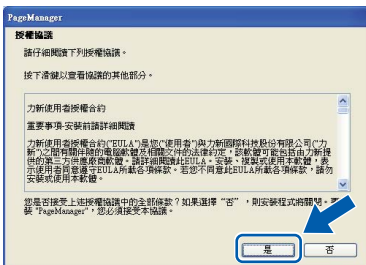 PageManager
授權協議
請仔細閱讀下列授權協議。
按下滑鍵以查看協議的其他部分。
力新使用者授權合約
重要事項-安裝前請詳細閱讀
力新使用者授權合約("EULA")是您("使用者")與力新國際科技股份有限公司("力
新")之間有關伴隨的電腦軟體及相關文件的法律約定，該軟體可能包括由力新提
供的第三方供應廠商軟體。請詳細閱讀此EULA。安裝、複製或使用本軟體，表
示使用者同意遵守EULA所載各項條款。若您不同意此EULA各項條款，請勿
安裝或使用本軟體。
您是否接受上述授權協議中的全部條款？如果選擇 "否" ，則安裝程式將關閉。
裝 "PageManager" ，您必須接受本協議。
是
否